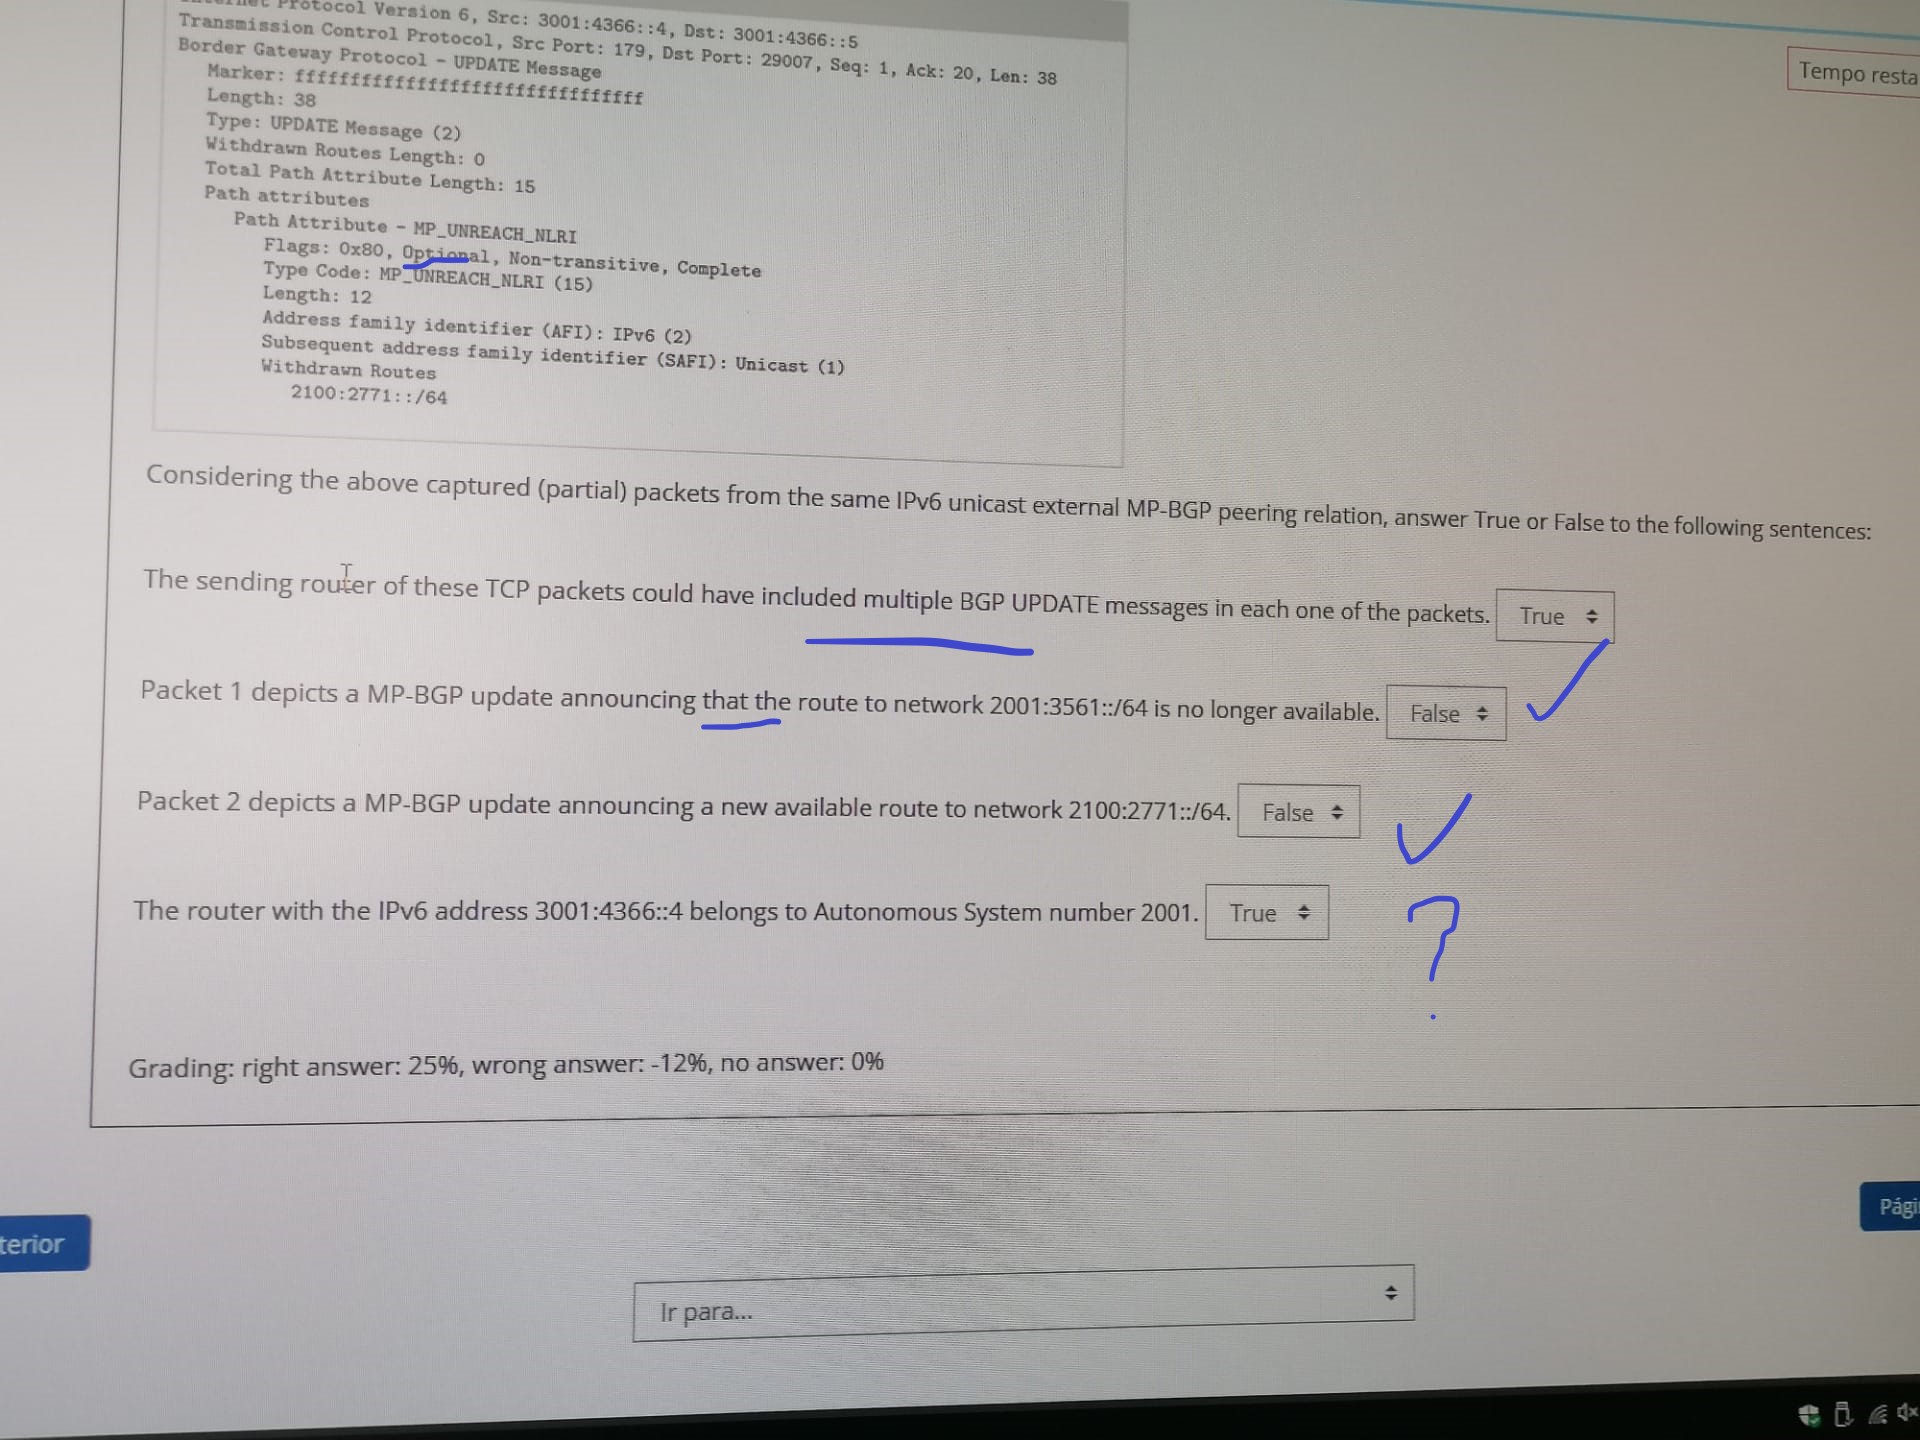 Protocol Version 6, Src: 3001:4366::4, Dst: 3001:4366::5
Transmission Control Protocol, Src Port: 179, Dst Port: 29007, Seq: 1, Ack: 20, Len: 38
Border Gateway Protocol - UPDATE Message
Marker: ffffffffffffffffffffffffffffffff
Length: 38
Type: UPDATE Message (2)
Withdrawn Routes Length: 0
Total Path Attribute Length: 15
Path attributes
Path Attribute - MP_UNREACH_NLRI
Flags: 0x80, Optional, Non-transitive, Complete
Type Code: MP_UNREACH_NLRI (15)
Length: 12
Address family identifier (AFI): IPv6 (2)
Subsequent address family identifier (SAFI): Unicast (1)
Withdrawn Routes
2100:2771::/64
Tempo resta
Considering the above captured (partial) packets from the same IPv6 unicast external MP-BGP peering relation, answer True or False to the following sentences:
The sending router of these TCP packets could have included multiple BGP UPDATE messages in each one of the packets. True
Packet 1 depicts a MP-BGP update announcing that the route to network 2001:3561::/64 is no longer available. False
Packet 2 depicts a MP-BGP update announcing a new available route to network 2100:2771::/64. False
The router with the IPv6 address 3001:4366::4 belongs to Autonomous System number 2001. True ?
Grading: right answer: 25%, wrong answer: -12%, no answer: 0%
Pági
terior
Ir para...